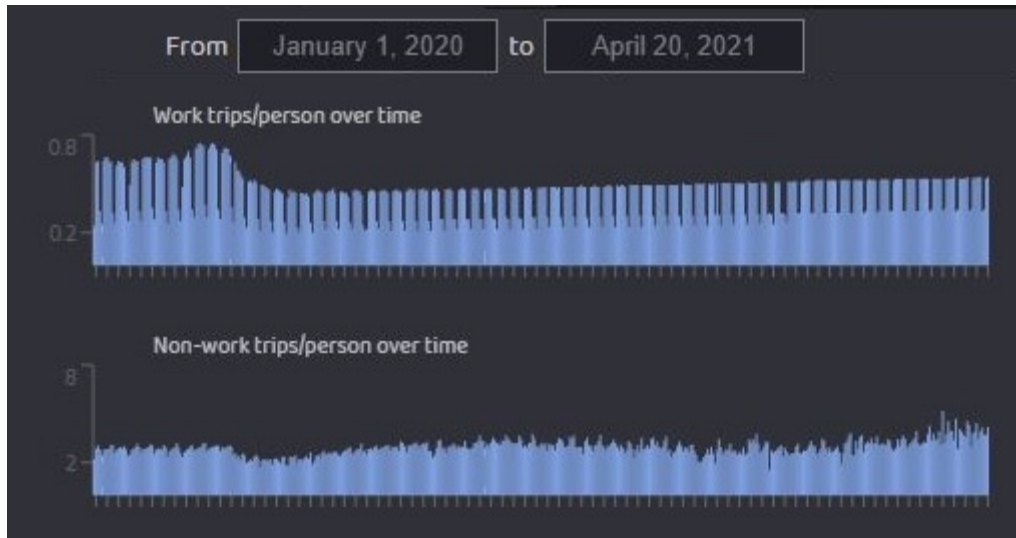 From January 1, 2020 to April 20, 2021
Work trips/person over time
0.8
0.2
Non-work trips/person over time
8
2